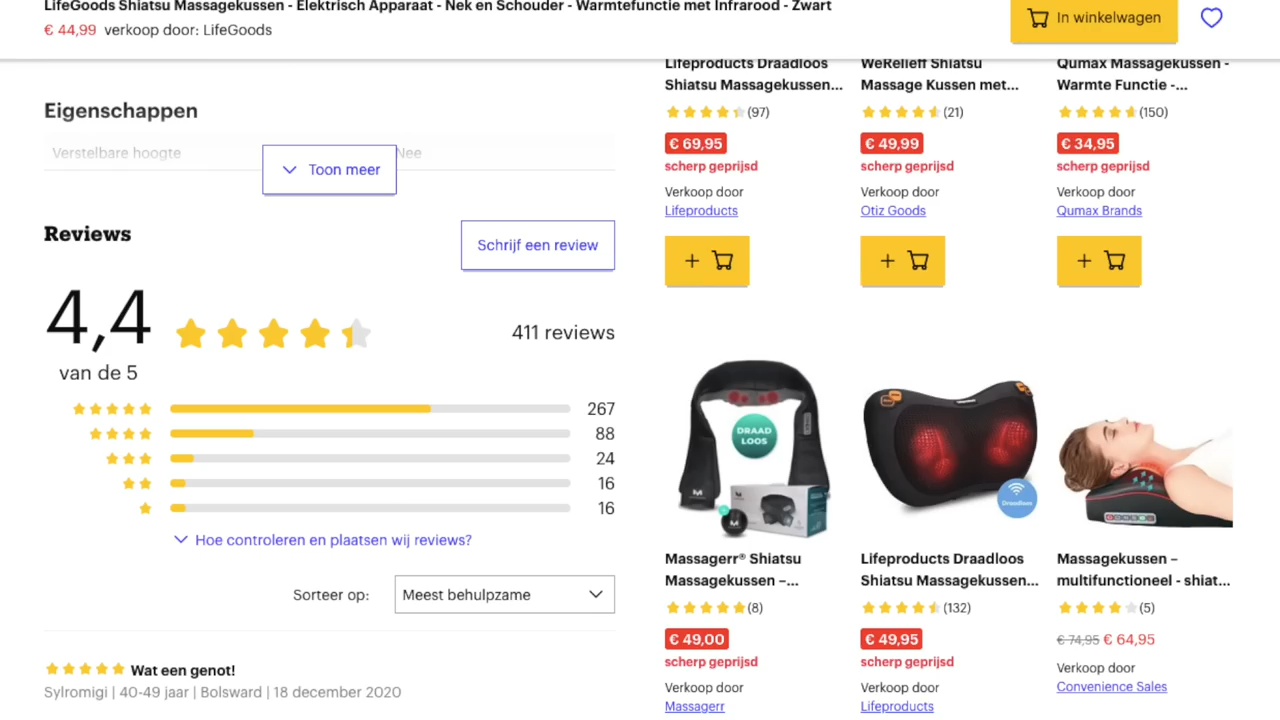 LifeGoods Shiatsu Massagekussen - Elektrisch Apparaat - Nek en Schouder - Warmtefunctie met Infrarood - Zwart
€ 44,99 verkoop door: LifeGoods
In winkelwagen
Eigenschappen
Verstelbare hoogte Nee
Toon meer
Reviews
Schrijf een review
4,4
van de 5
411 reviews
267
88
24
16
16
Hoe controleren en plaatsen wij reviews?
Sorteer op: Meest behulpzame
Wat een genot!
Sylromigi | 40-49 jaar | Bolsward | 18 december 2020
Lifeproducts Draadloos
Shiatsu Massagekussen...
(97)
€ 69,95
scherp geprijsd
Verkoop door
Lifeproducts
WeRelieff Shiatsu
Massage Kussen met...
(21)
€ 49,99
scherp geprijsd
Verkoop door
Otiz Goods
Qumax Massagekussen -
Warmte Functie -...
(150)
€ 34,95
scherp geprijsd
Verkoop door
Qumax Brands
DRAAD
LOOS
Massagerr® Shiatsu
Massagekussen –...
(8)
€ 49,00
scherp geprijsd
Verkoop door
Massagerr
Draadloos
Lifeproducts Draadloos
Shiatsu Massagekussen...
(132)
€ 49,95
scherp geprijsd
Verkoop door
Lifeproducts
Massagekussen –
multifunctioneel - shiat...
(5)
€ 74,95 € 64,95
Verkoop door
Convenience Sales